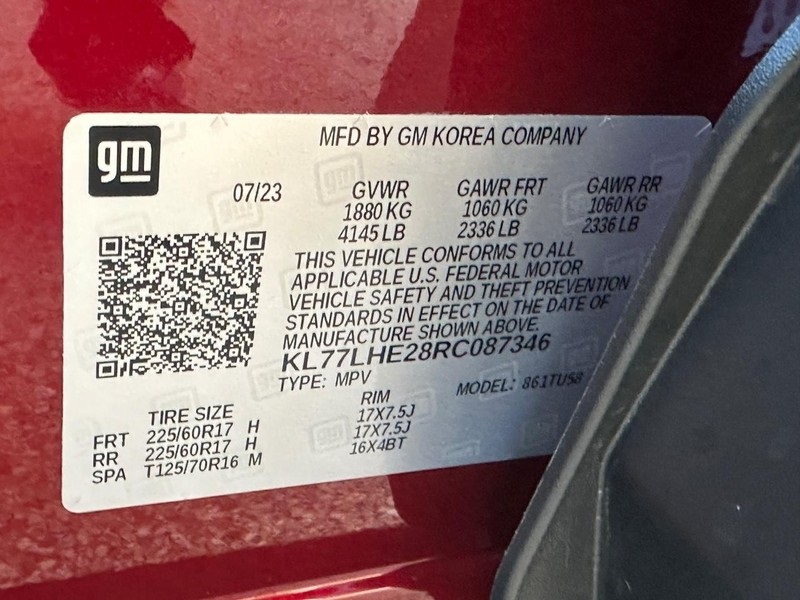 gm
MFD BY GM KOREA COMPANY
07/23 GVWR GAWR FRT GAWR RR
1880 KG 1060 KG 1060 KG
4145 LB 2336 LB 2336 LB
THIS VEHICLE CONFORMS TO ALL
APPLICABLE U.S. FEDERAL MOTOR
VEHICLE SAFETY AND THEFT PREVENTION
STANDARDS IN EFFECT ON THE DATE OF
MANUFACTURE SHOWN ABOVE.
KL77LHE28RC087346
TYPE: MPV MODEL: 861TU58
TIRE SIZE RIM
FRT 225/60R17 H 17X7.5J
RR 225/60R17 H 17X7.5J
SPA T125/70R16 M 16X4BT